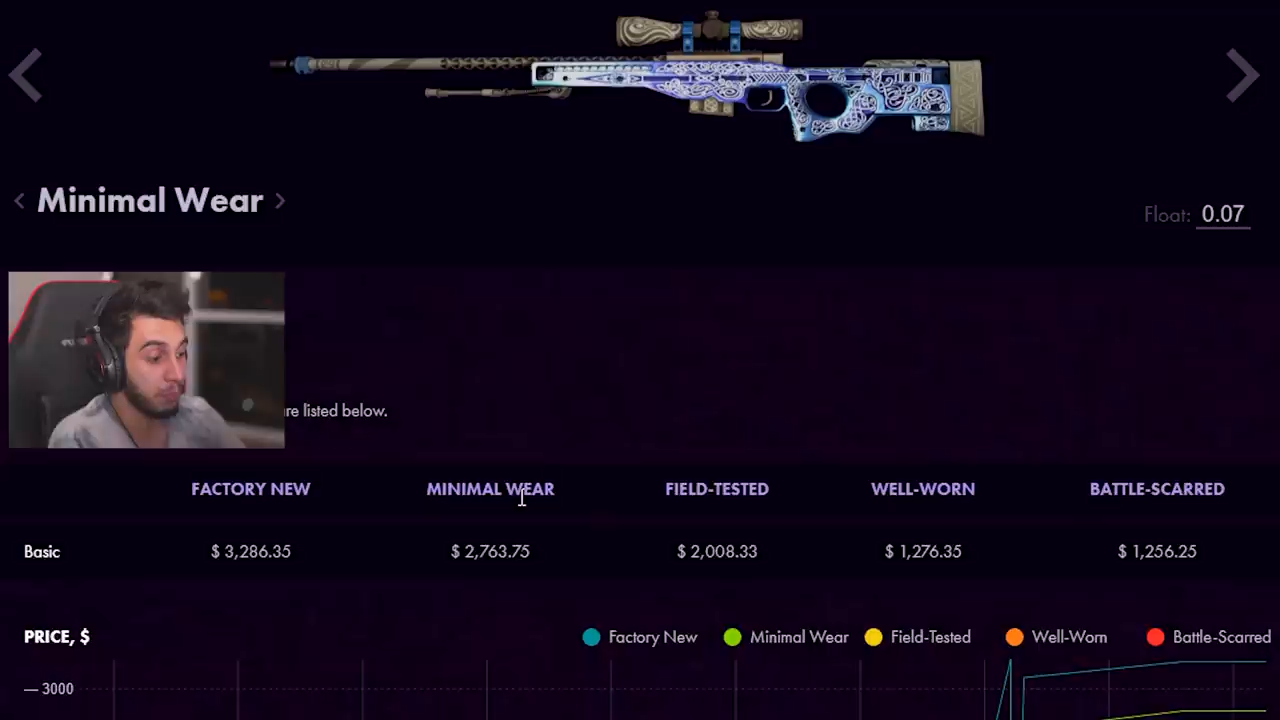 Minimal Wear
Float: 0.07
are listed below.
FACTORY NEW MINIMAL WEAR FIELD-TESTED WELL-WORN BATTLE-SCARRED
Basic $ 3,286.35 $ 2,763.75 $ 2,008.33 $ 1,276.35 $ 1,256.25
PRICE, $ Factory New Minimal Wear Field-Tested Well-Worn Battle-Scarred
3000